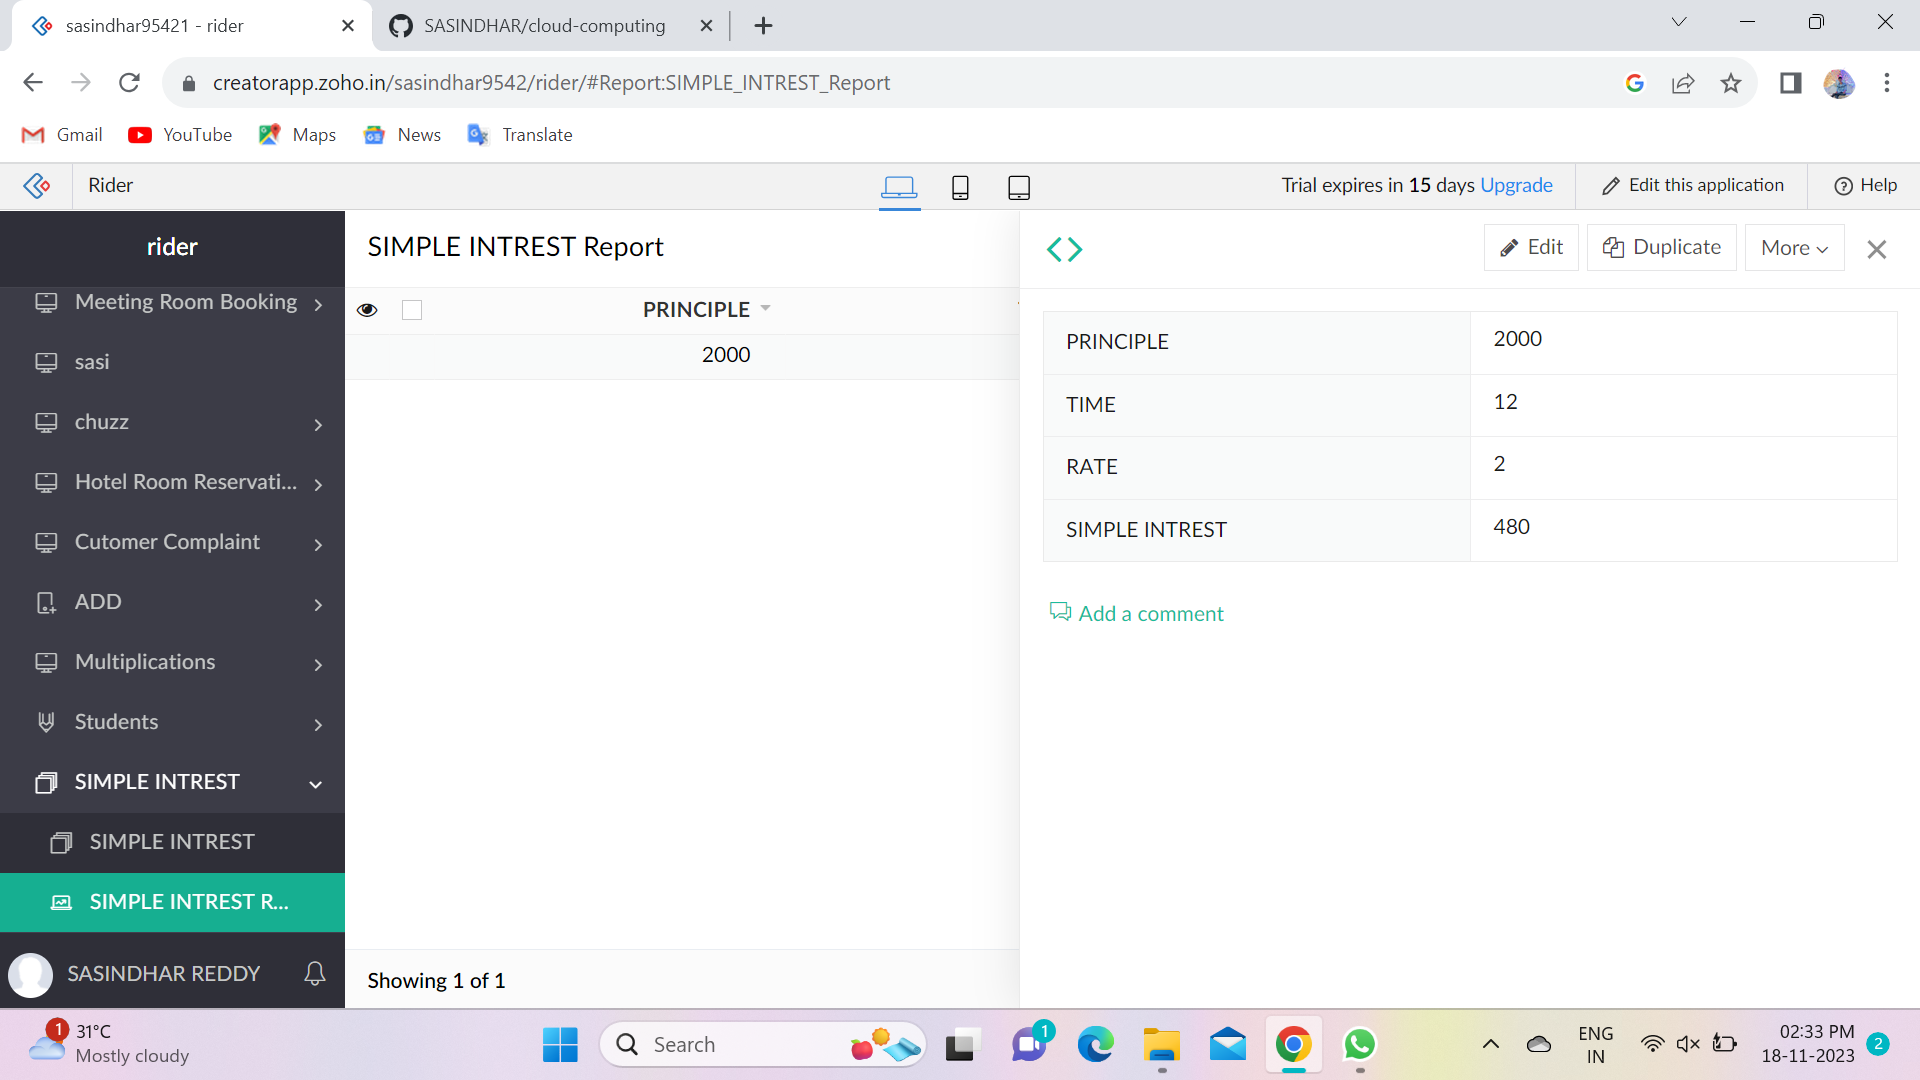 sasindhar95421 - rider
SASINDHAR/cloud-computing
creatorapp.zoho.in/sasindhar9542/rider/#Report:SIMPLE_INTREST_Report
Gmail
YouTube
Maps
News
Translate
Rider
Trial expires in 15 days Upgrade
Edit this application
Help
rider
Meeting Room Booking
sasi
chuzz
Hotel Room Reservati...
Cutomer Complaint
ADD
Multiplications
Students
SIMPLE INTREST
SIMPLE INTREST
SIMPLE INTREST R...
SASINDHAR REDDY
SIMPLE INTREST Report
PRINCIPLE
2000
Showing 1 of 1
Edit
Duplicate
More
PRINCIPLE 2000
TIME 12
RATE 2
SIMPLE INTREST 480
Add a comment
1
31°C
Mostly cloudy
Search
1
ENG
IN
02:33 PM
18-11-2023
2